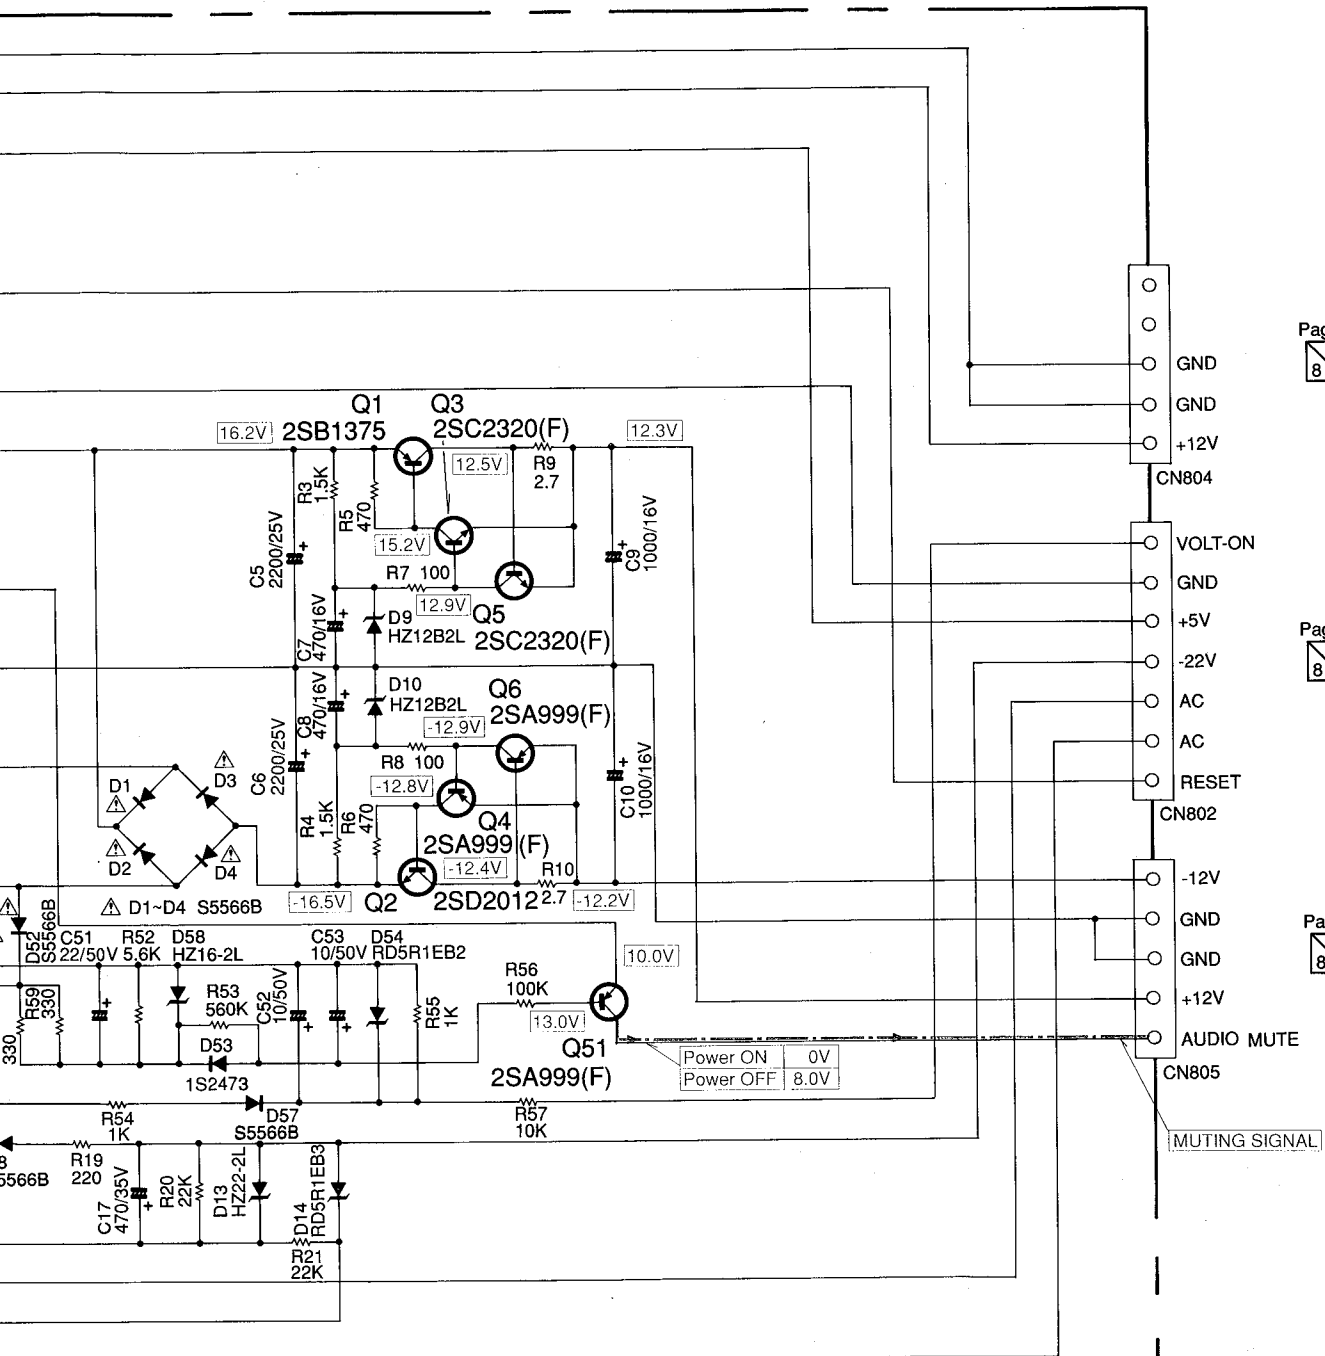 Pag
8
GND
GND
+12V
CN804
Q1
2SB1375
Q3
2SC2320(F)
16.2V
12.5V
12.3V
R9
2.7
R3
1.5K
R5
470
15.2V
C5
2200/25V
C9
1000/16V
R7 100
12.9V
D9
HZ12B2L
Q5
2SC2320(F)
C7
470/16V
VOLT-ON
GND
+5V
-22V
AC
AC
RESET
CN802
Pag
8
D10
HZ12B2L
Q6
2SA999(F)
C8
470/16V
-12.9V
R8 100
-12.8V
C6
2200/25V
C10
1000/16V
R4
1.5K
R6
470
Q4
2SA999(F)
-12.4V
R10
2.7
-12.2V
-16.5V
Q2
2SD2012
D1
D3
D2
D4
D1~D4 S5566B
-12V
GND
GND
+12V
AUDIO MUTE
CN805
Pa
8
D52
S5566B
C51
22/50V
R52
5.6K
D58
HZ16-2L
C53
10/50V
D54
RD5R1EB2
10.0V
R59
330
330
R53
560K
C52
10/50V
R55
1K
R56
100K
13.0V
D53
1S2473
Q51
2SA999(F)
Power ON 0V
Power OFF 8.0V
R54
1K
D57
S5566B
R57
10K
MUTING SIGNAL
8
5566B
R19
220
C17
470/35V
R20
22K
D13
HZ22-2L
D14
RD5R1EB3
R21
22K